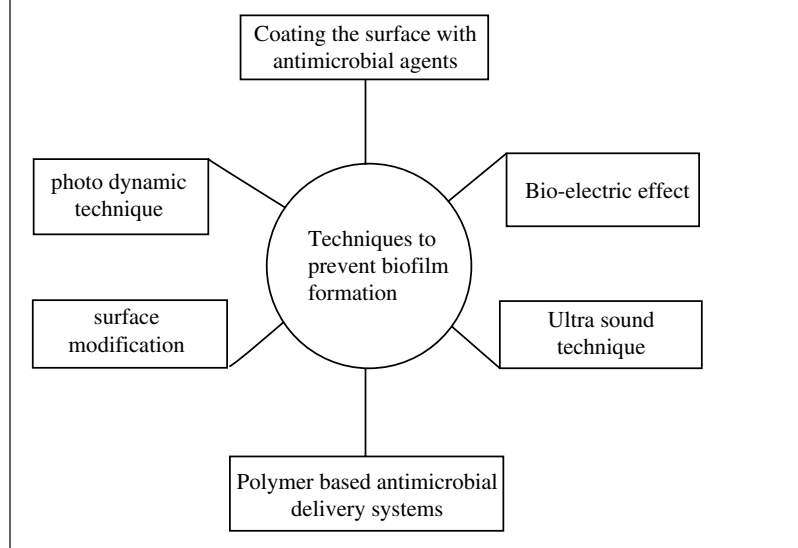 Coating the surface with
antimicrobial agents
photo dynamic
technique
Bio-electric effect
Techniques to
prevent biofilm
formation
surface
modification
Ultra sound
technique
Polymer based antimicrobial
delivery systems